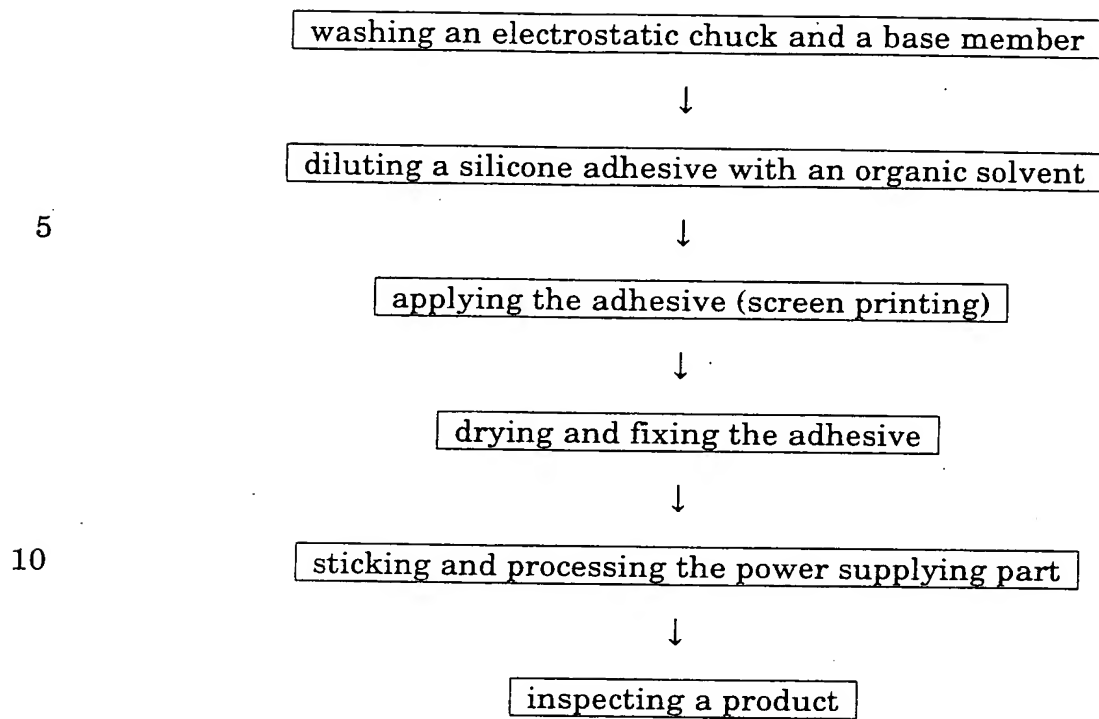 washing an electrostatic chuck and a base member
↓
diluting a silicone adhesive with an organic solvent
5 ↓
applying the adhesive (screen printing)
↓
drying and fixing the adhesive
↓
10 sticking and processing the power supplying part
↓
inspecting a product